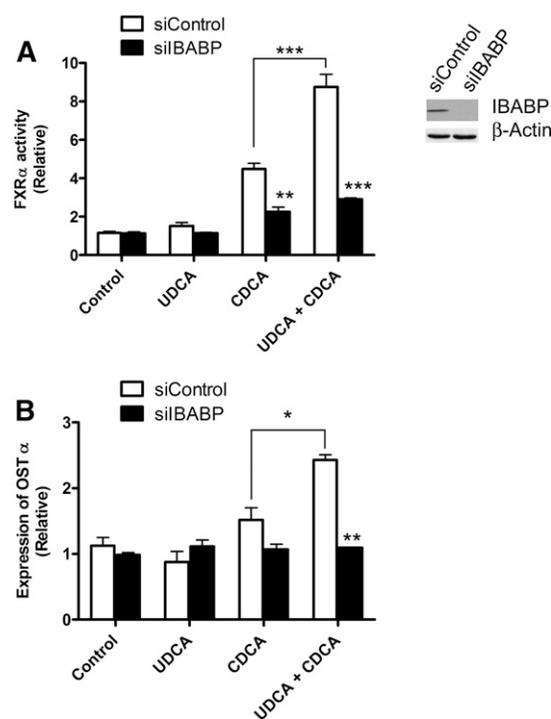 A
siControl
siIBABP
FXRα activity
(Relative)
10
8
6
4
2
0
***
**
***
Control
UDCA
CDCA
UDCA + CDCA
siControl
siIBABP
IBABP
β-Actin
B
siControl
siIBABP
Expression of OST α
(Relative)
3
2
1
0
*
**
Control
UDCA
CDCA
UDCA + CDCA